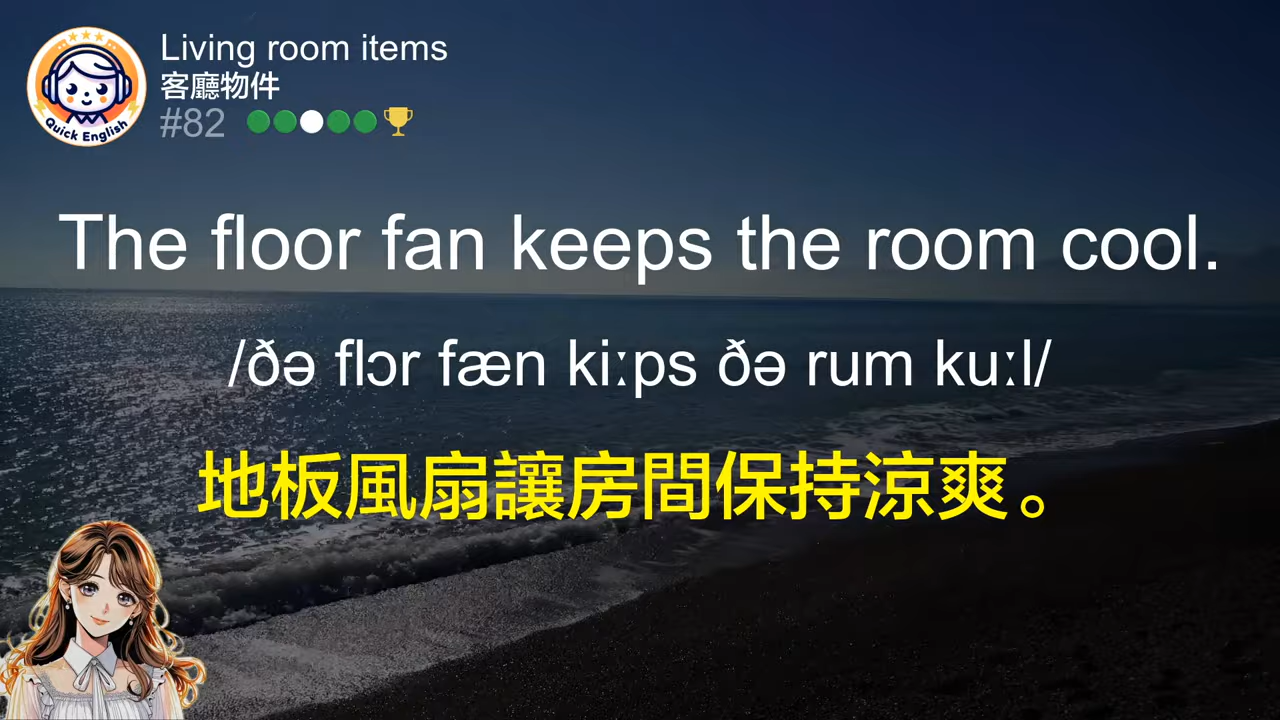 Living room items
客廳物件
#82
Quick English
The floor fan keeps the room cool.
/ðə flɔr fæn kiːps ðə rum kuːl/
地板風扇讓房間保持涼爽。